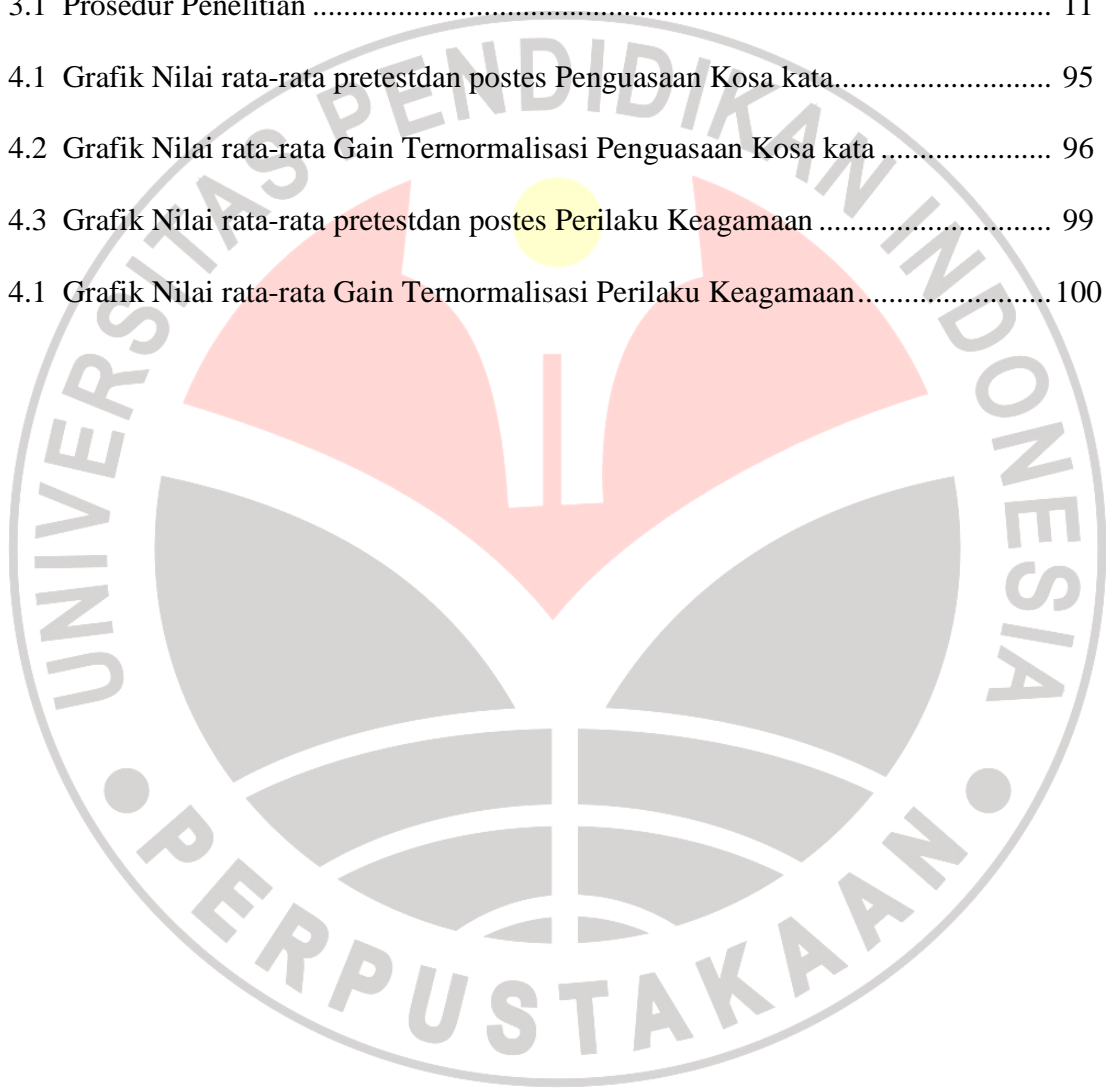 3.1 Prosedur Penelitian .......................................................................................... 11
4.1 Grafik Nilai rata-rata pretestdan postes Penguasaan Kosa kata.......................... 95
4.2 Grafik Nilai rata-rata Gain Ternormalisasi Penguasaan Kosa kata .................... 96
4.3 Grafik Nilai rata-rata pretestdan postes Perilaku Keagamaan ............................ 99
4.1 Grafik Nilai rata-rata Gain Ternormalisasi Perilaku Keagamaan........................100
UNIVERSITAS PENDIDIKAN INDONESIA
PERPUSTAKAAN